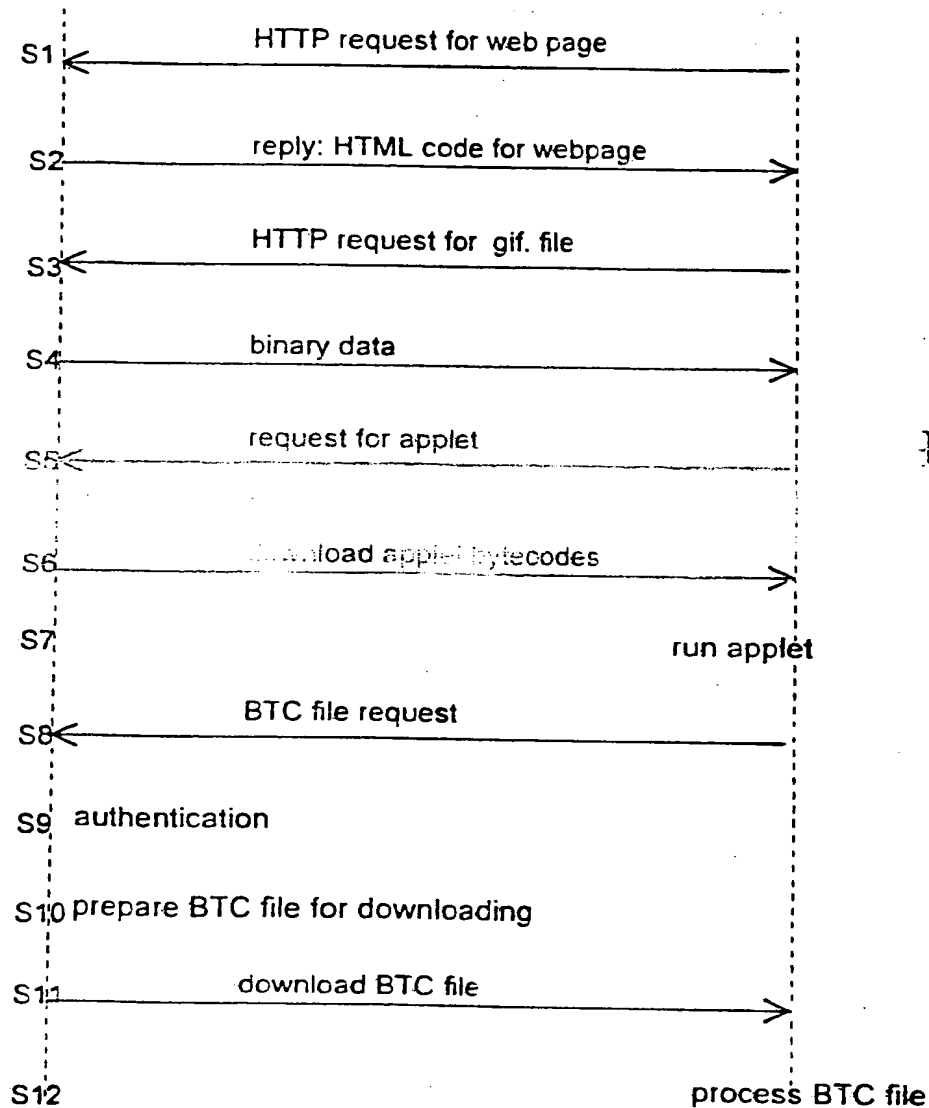 S1 HTTP request for web page
S2 reply: HTML code for webpage
S3 HTTP request for gif. file
S4 binary data
S5 request for applet
S6 download applet bytecodes
S7 run applet
S8 BTC file request
S9 authentication
S10 prepare BTC file for downloading
S11 download BTC file
S12 process BTC file